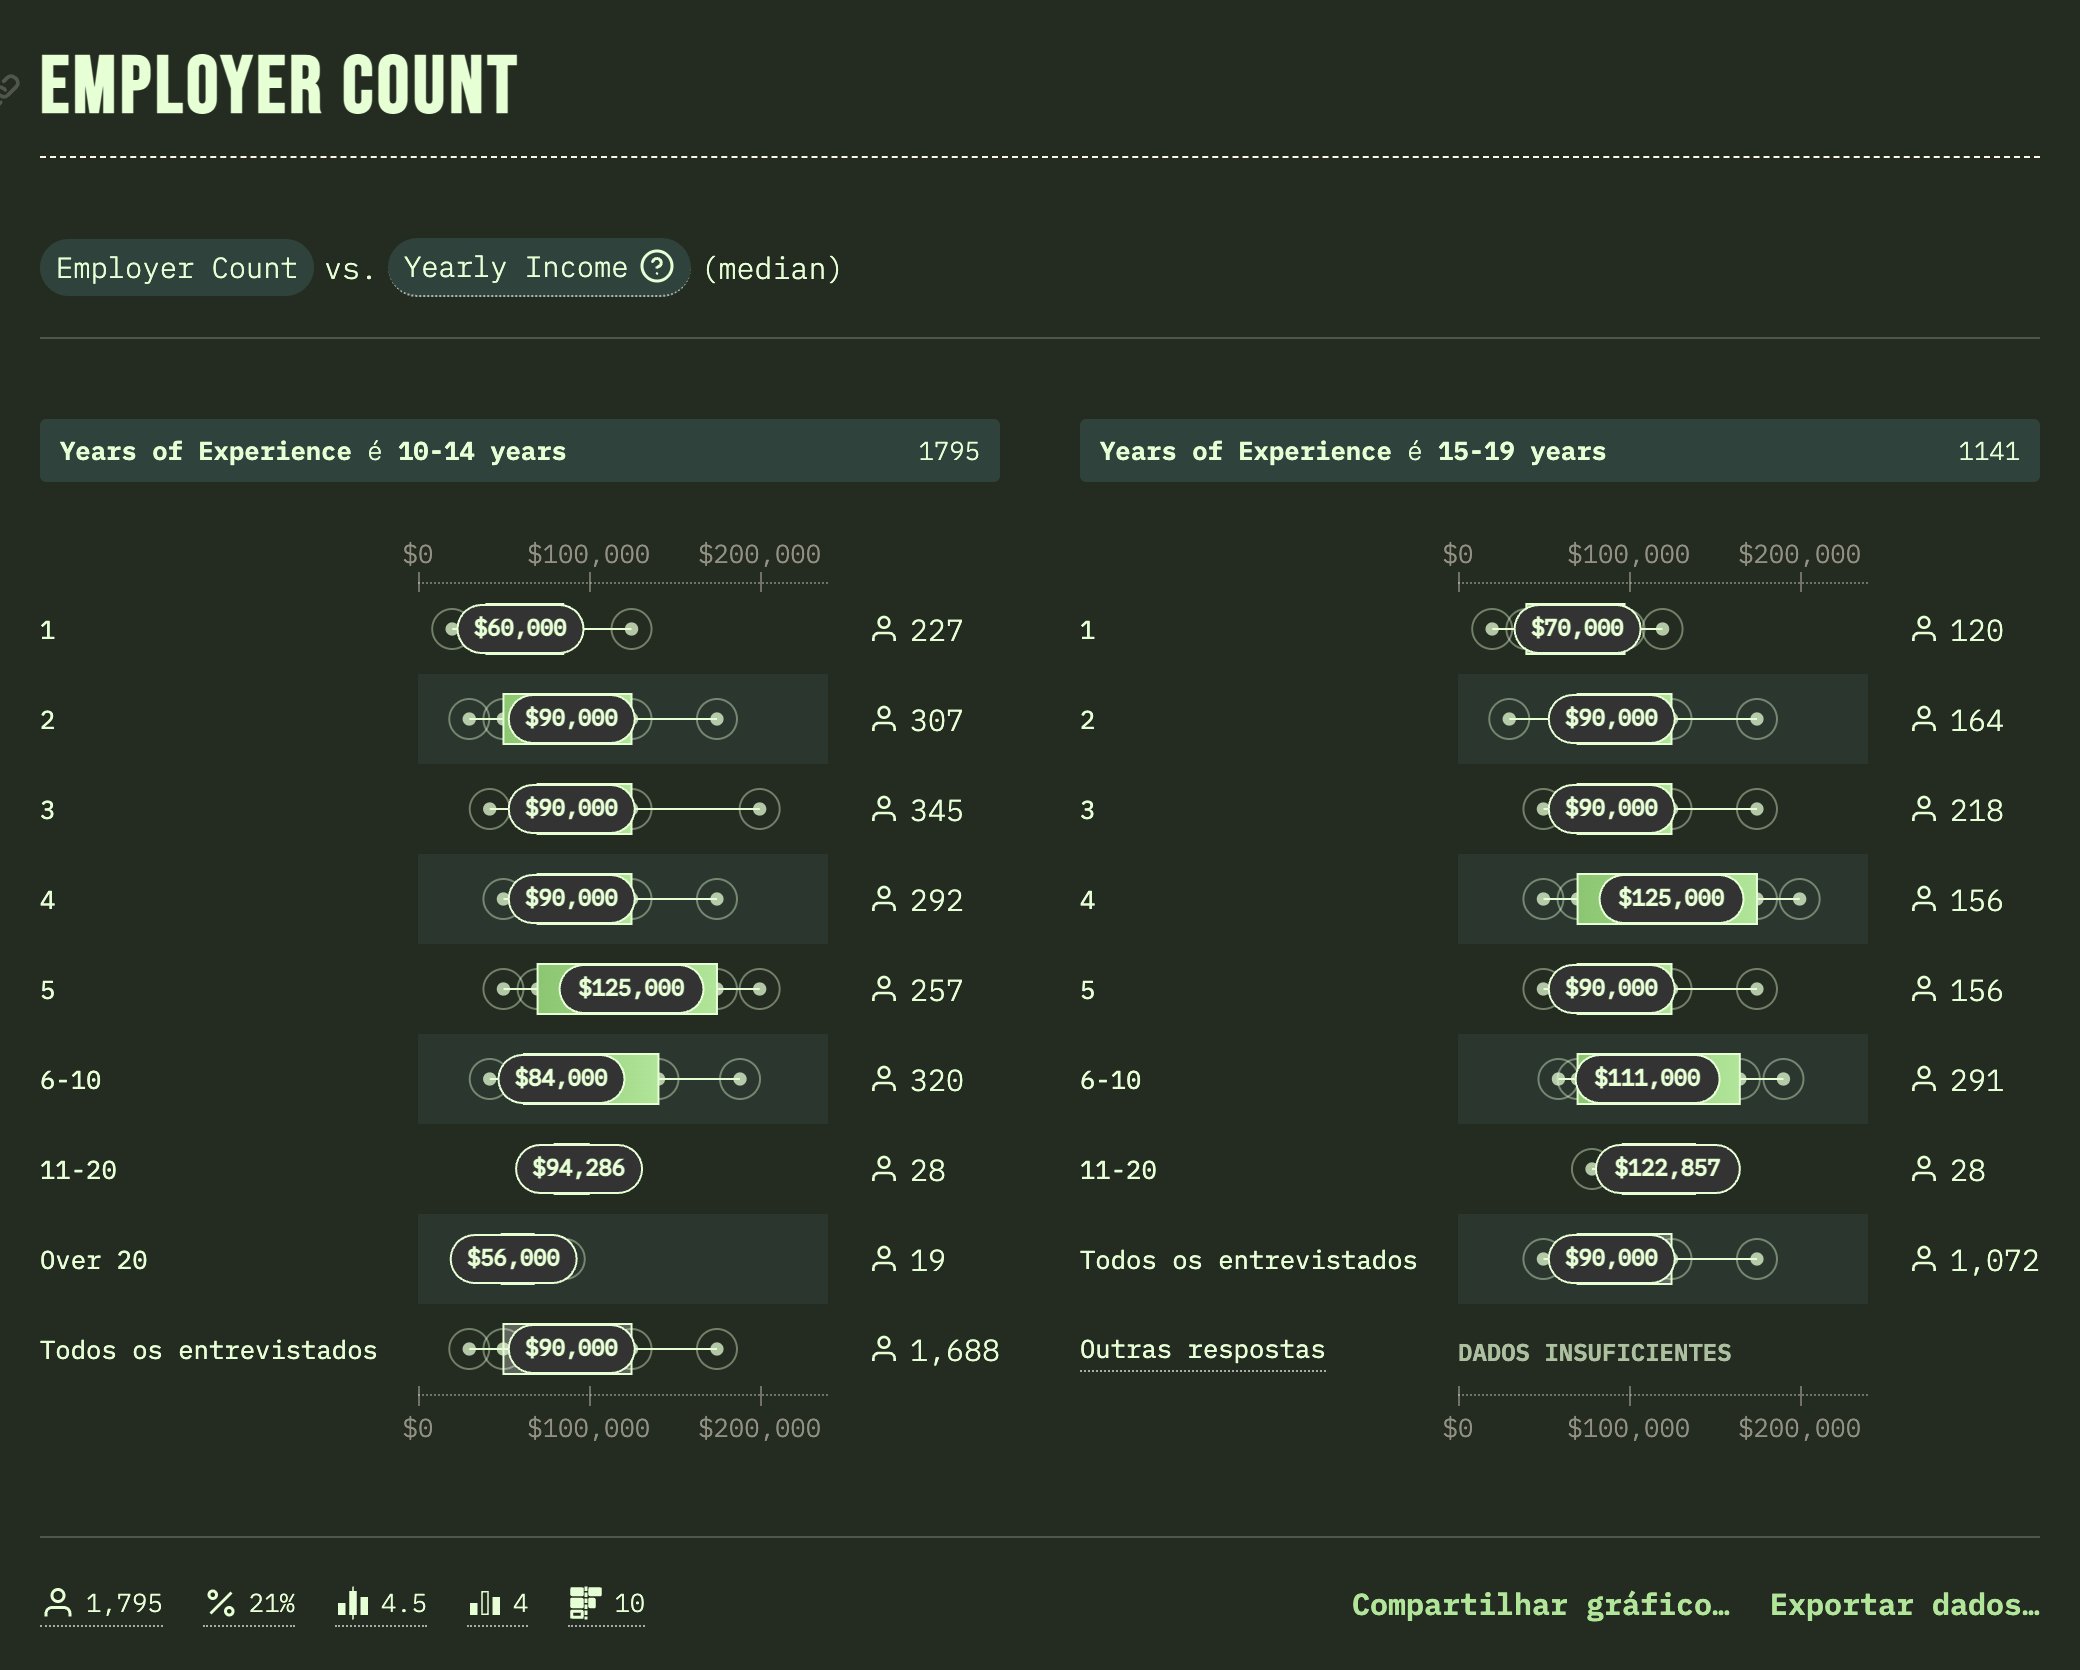 EMPLOYER COUNT
Employer Count vs. Yearly Income ? (median)
Years of Experience é 10-14 years 1795
$0 $100,000 $200,000
1 $60,000 227
2 $90,000 307
3 $90,000 345
4 $90,000 292
5 $125,000 257
6-10 $84,000 320
11-20 $94,286 28
Over 20 $56,000 19
Todos os entrevistados $90,000 1,688
$0 $100,000 $200,000
Years of Experience é 15-19 years 1141
$0 $100,000 $200,000
1 $70,000 120
2 $90,000 164
3 $90,000 218
4 $125,000 156
5 $90,000 156
6-10 $111,000 291
11-20 $122,857 28
Todos os entrevistados $90,000 1,072
Outras respostas DADOS INSUFICIENTES
$0 $100,000 $200,000
1,795 % 21% 4.5 4 10
Compartilhar gráfico… Exportar dados…